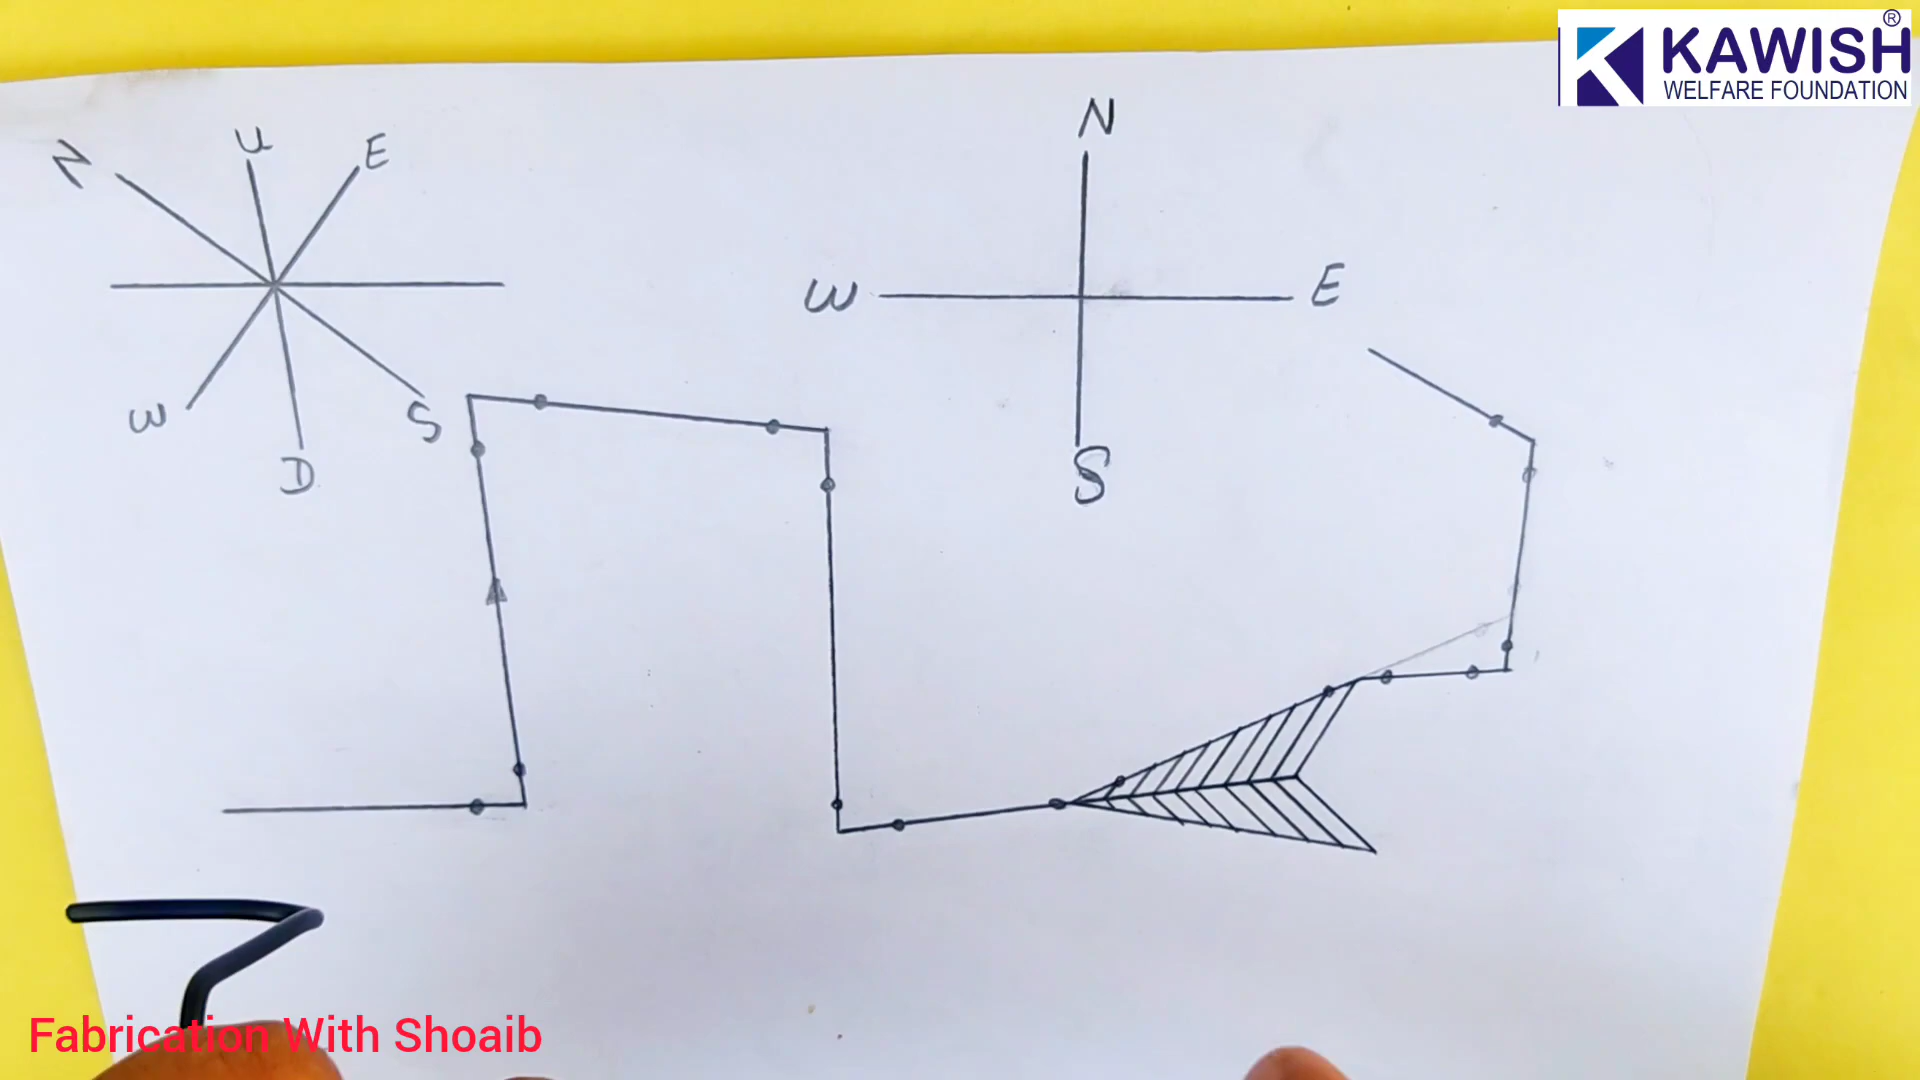 KAWISH®
WELFARE FOUNDATION
N
U
E
W
S
D
N
W
E
S
Fabrication With Shoaib